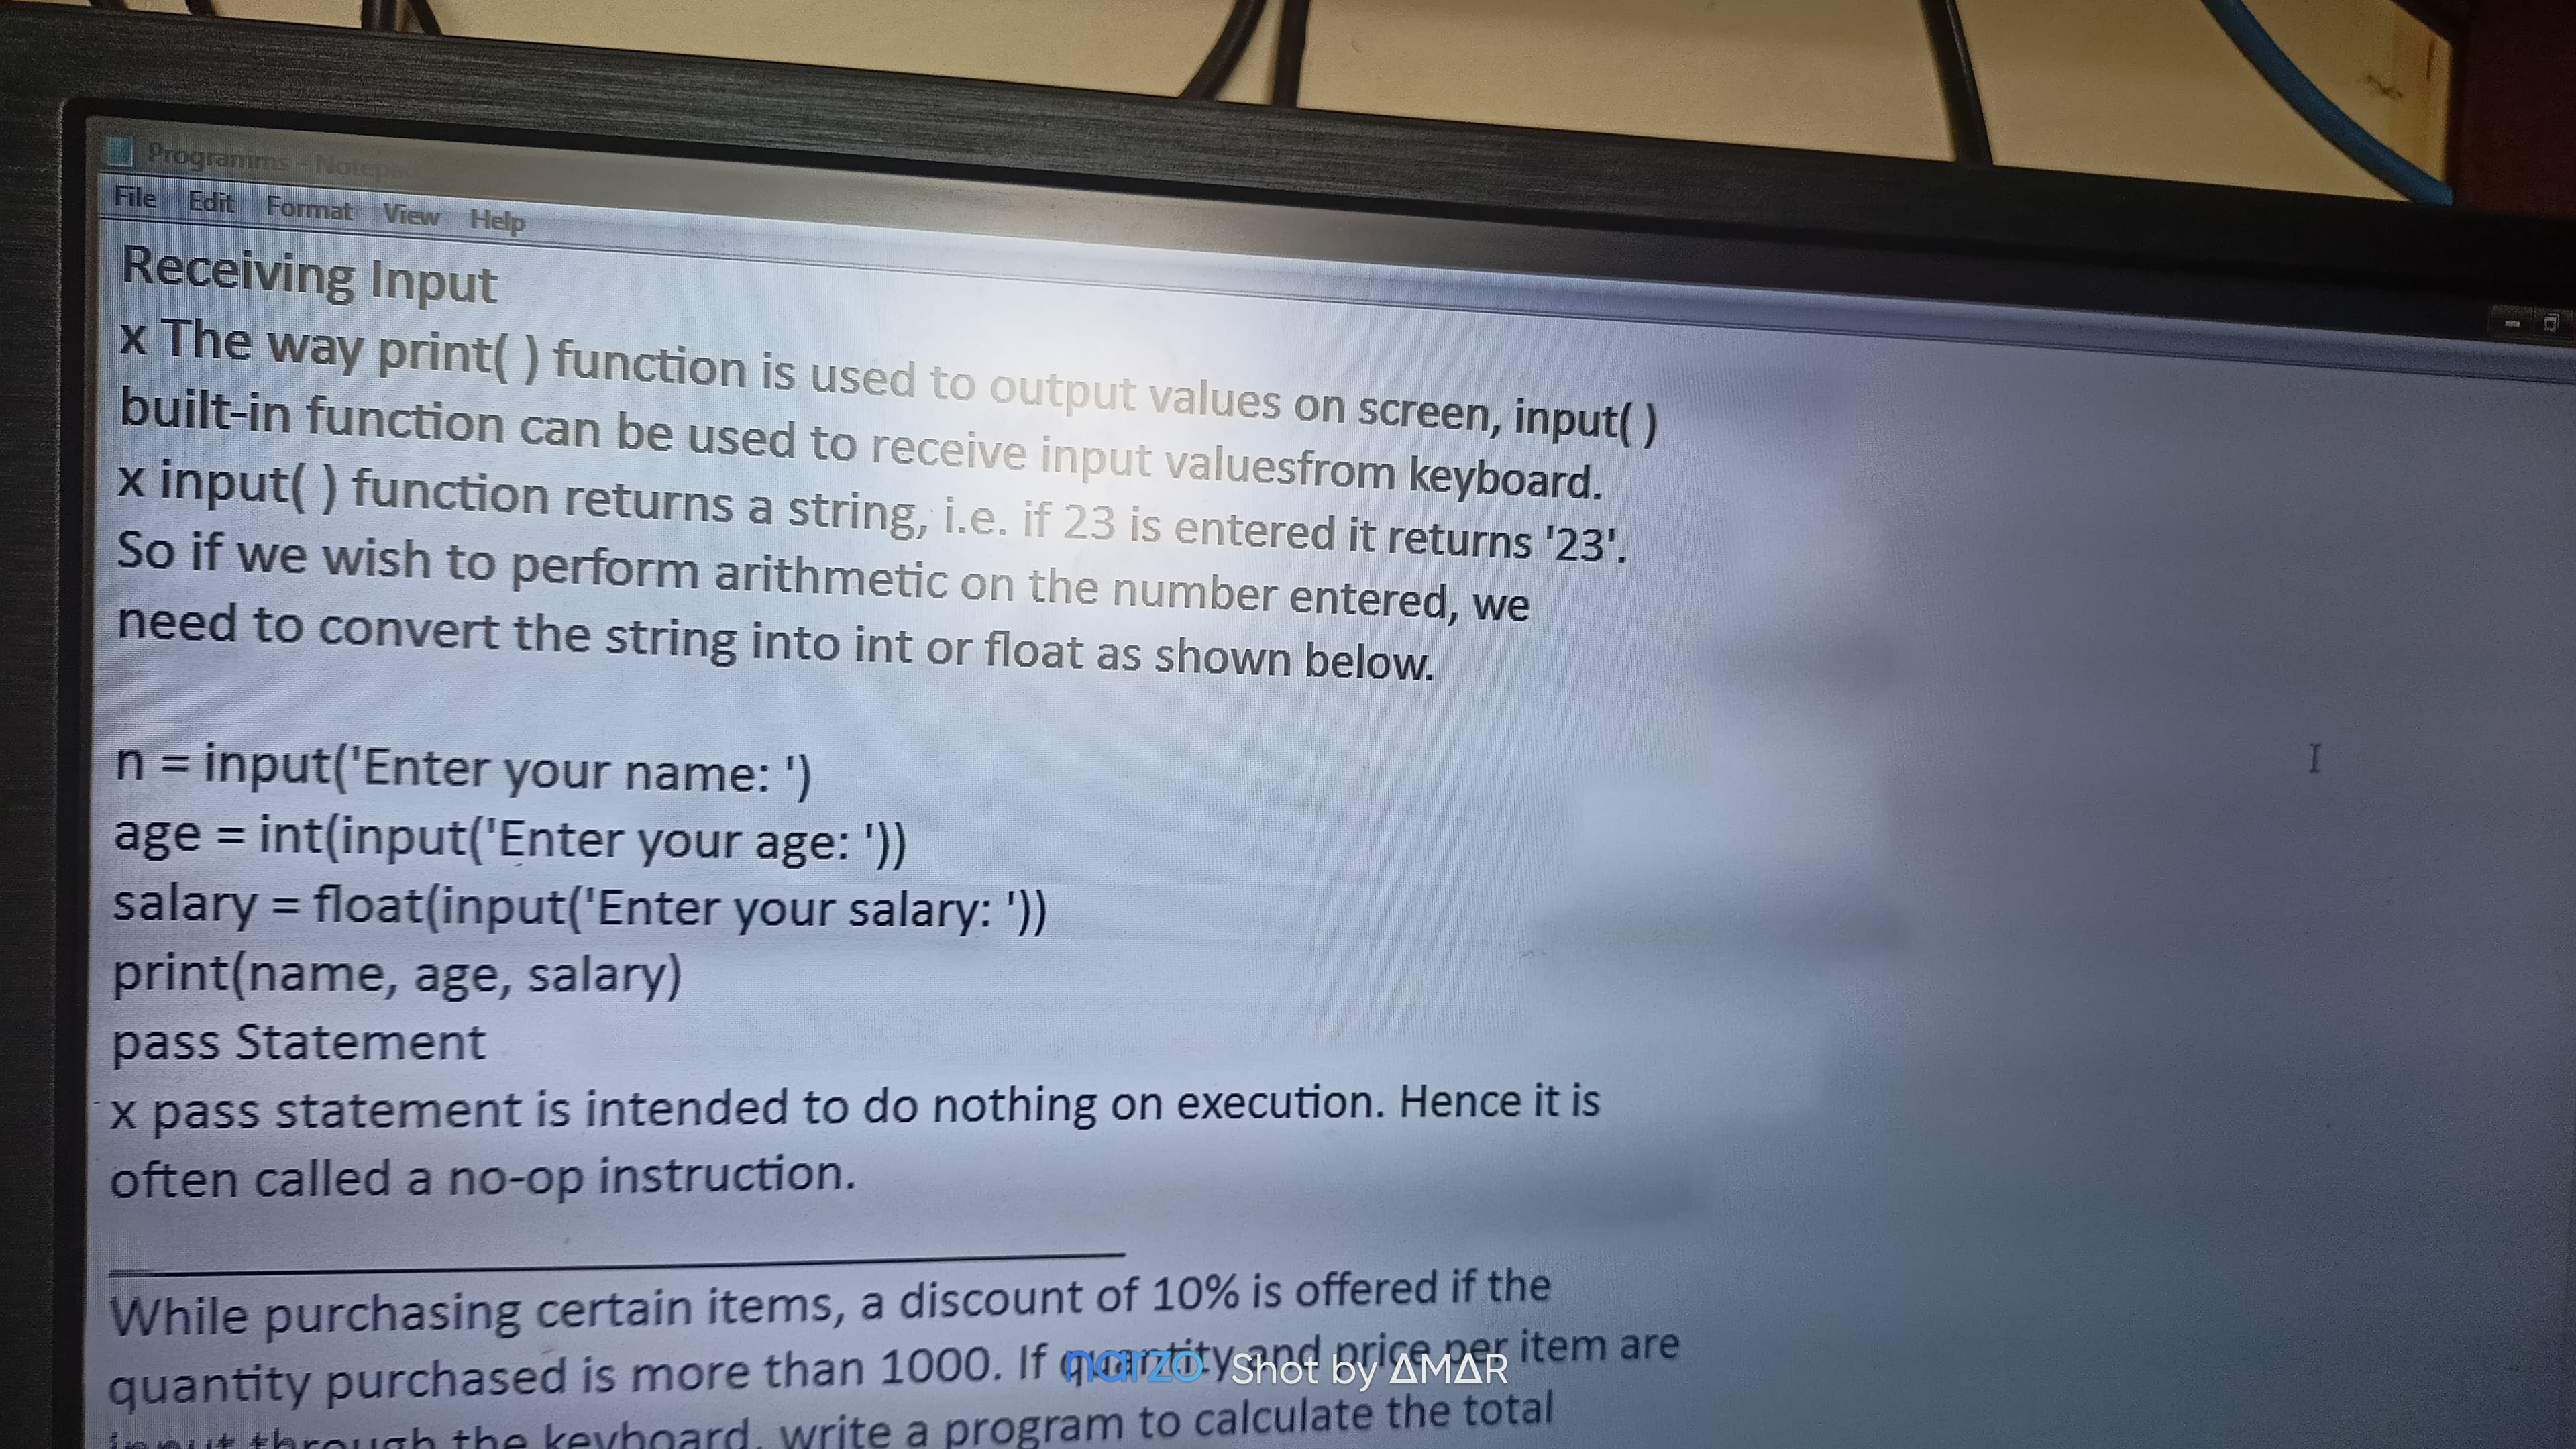 Programms - Notepad
File Edit Format View Help
Receiving Input
x The way print( ) function is used to output values on screen, input( )
built-in function can be used to receive input valuesfrom keyboard.
x input( ) function returns a string, i.e. if 23 is entered it returns '23'.
So if we wish to perform arithmetic on the number entered, we
need to convert the string into int or float as shown below.
n = input('Enter your name: ')
age = int(input('Enter your age: '))
salary = float(input('Enter your salary: '))
print(name, age, salary)
pass Statement
x pass statement is intended to do nothing on execution. Hence it is
often called a no-op instruction.
While purchasing certain items, a discount of 10% is offered if the
quantity purchased is more than 1000. If quantity and price per item are
input through the keyboard, write a program to calculate the total
narzo Shot by ΔMΔR